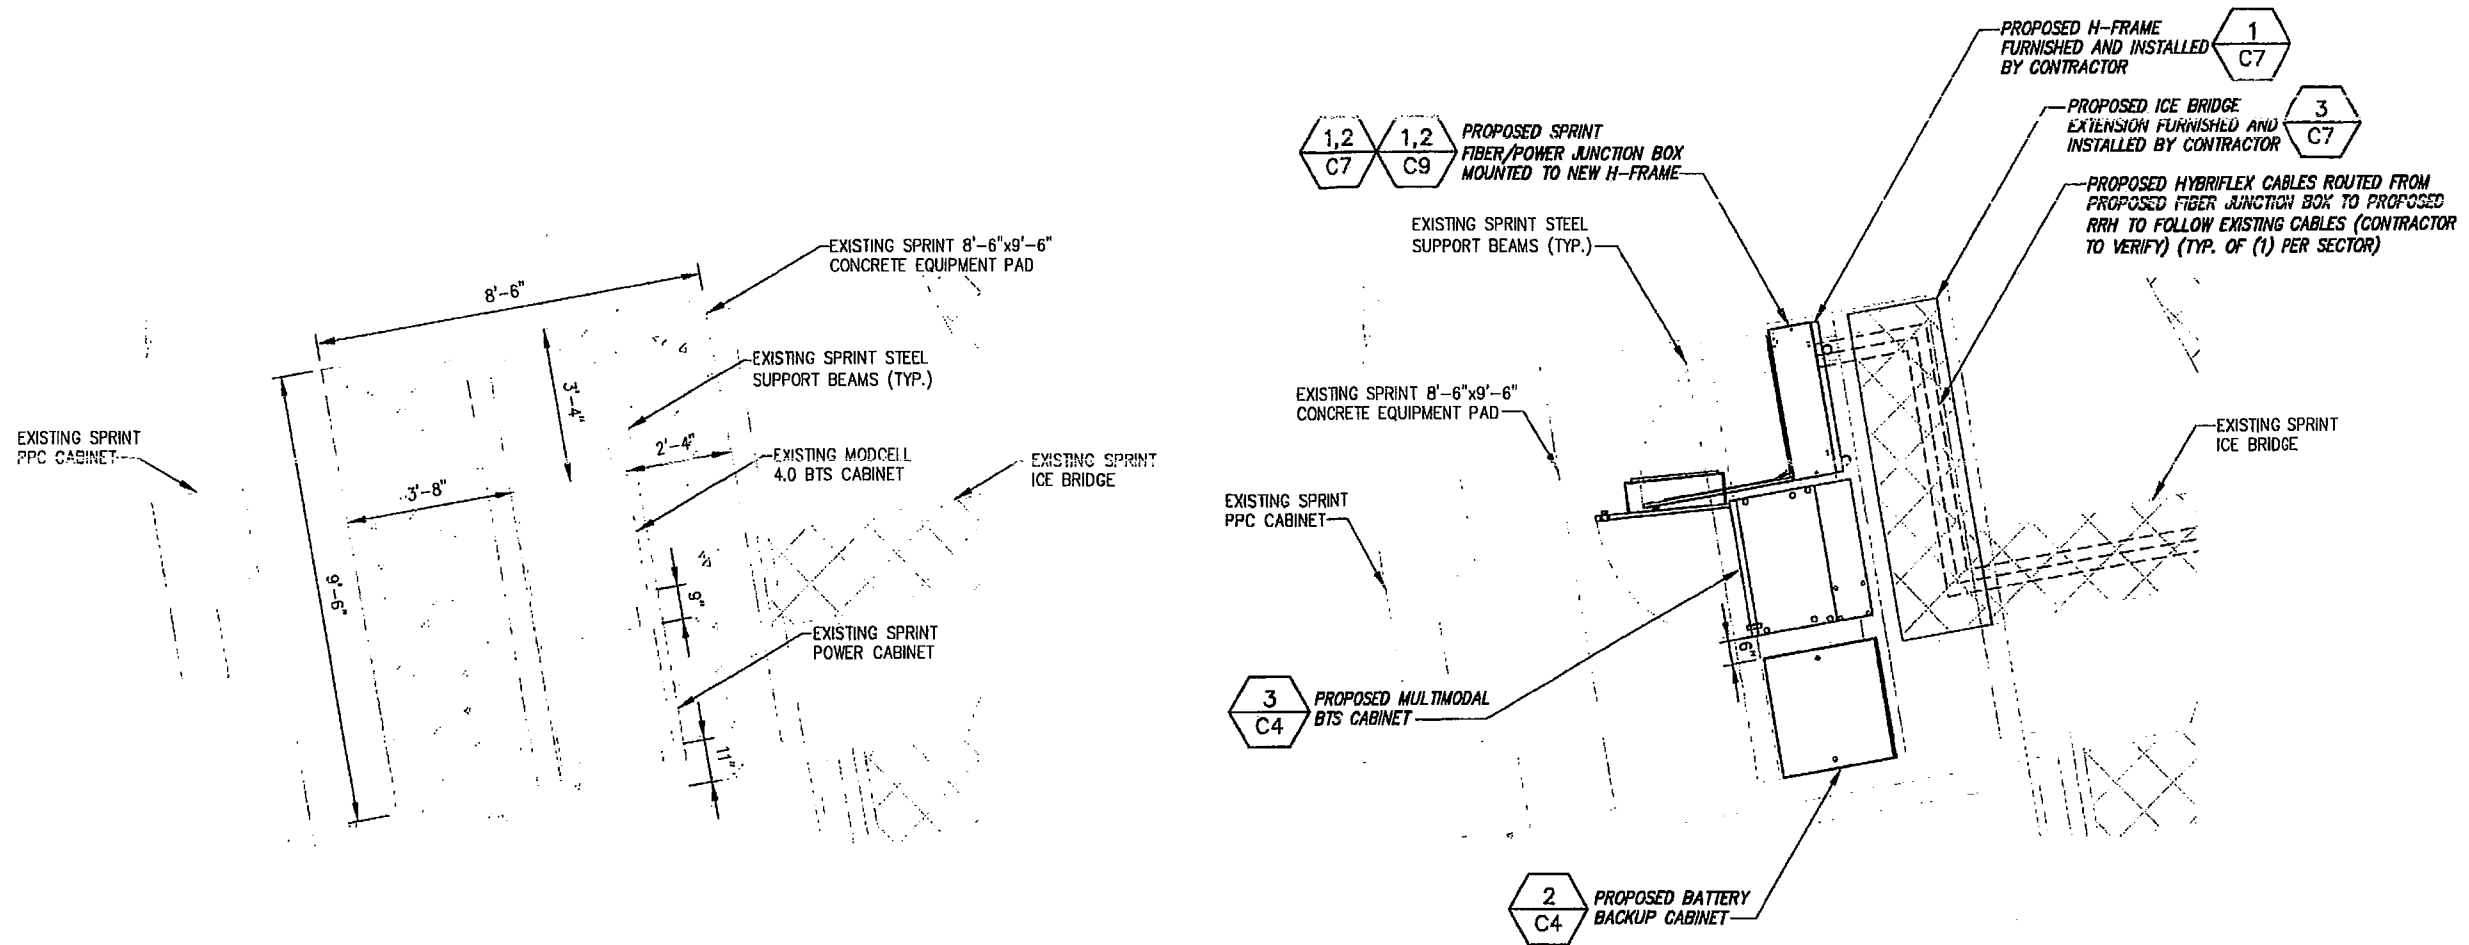 EXISTING SPRINT 8'-6"x9'-6"
CONCRETE EQUIPMENT PAD
8'-6"
EXISTING SPRINT STEEL
SUPPORT BEAMS (TYP.)
3'-4"
2'-4"
EXISTING SPRINT
PPC CABINET
EXISTING MODCELL
4.0 BTS CABINET
EXISTING SPRINT
ICE BRIDGE
3'-8"
9'-6"
6"
EXISTING SPRINT
POWER CABINET
11"
PROPOSED H-FRAME
FURNISHED AND INSTALLED
BY CONTRACTOR
1
C7
PROPOSED ICE BRIDGE
EXTENSION FURNISHED AND
INSTALLED BY CONTRACTOR
3
C7
1,2
C7
1,2
C9
PROPOSED SPRINT
FIBER/POWER JUNCTION BOX
MOUNTED TO NEW H-FRAME
PROPOSED HYBRIFLEX CABLES ROUTED FROM
PROPOSED FIBER JUNCTION BOX TO PROPOSED
RRH TO FOLLOW EXISTING CABLES (CONTRACTOR
TO VERIFY) (TYP. OF (1) PER SECTOR)
EXISTING SPRINT STEEL
SUPPORT BEAMS (TYP.)
EXISTING SPRINT 8'-6"x9'-6"
CONCRETE EQUIPMENT PAD
EXISTING SPRINT
ICE BRIDGE
EXISTING SPRINT
PPC CABINET
6"
3
C4
PROPOSED MULTIMODAL
BTS CABINET
2
C4
PROPOSED BATTERY
BACKUP CABINET